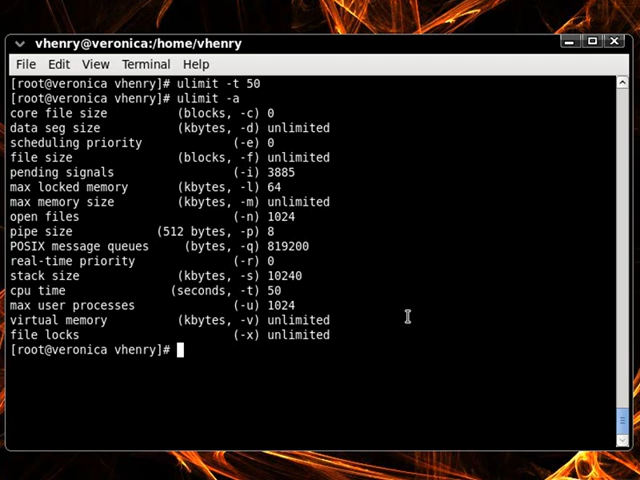 vhenry@veronica:/home/vhenry
File Edit View Terminal Help
[root@veronica vhenry]# ulimit -t 50
[root@veronica vhenry]# ulimit -a
core file size          (blocks, -c) 0
data seg size           (kbytes, -d) unlimited
scheduling priority             (-e) 0
file size               (blocks, -f) unlimited
pending signals                 (-i) 3885
max locked memory       (kbytes, -l) 64
max memory size         (kbytes, -m) unlimited
open files                      (-n) 1024
pipe size            (512 bytes, -p) 8
POSIX message queues     (bytes, -q) 819200
real-time priority              (-r) 0
stack size              (kbytes, -s) 10240
cpu time               (seconds, -t) 50
max user processes              (-u) 1024
virtual memory          (kbytes, -v) unlimited
file locks                      (-x) unlimited
[root@veronica vhenry]#